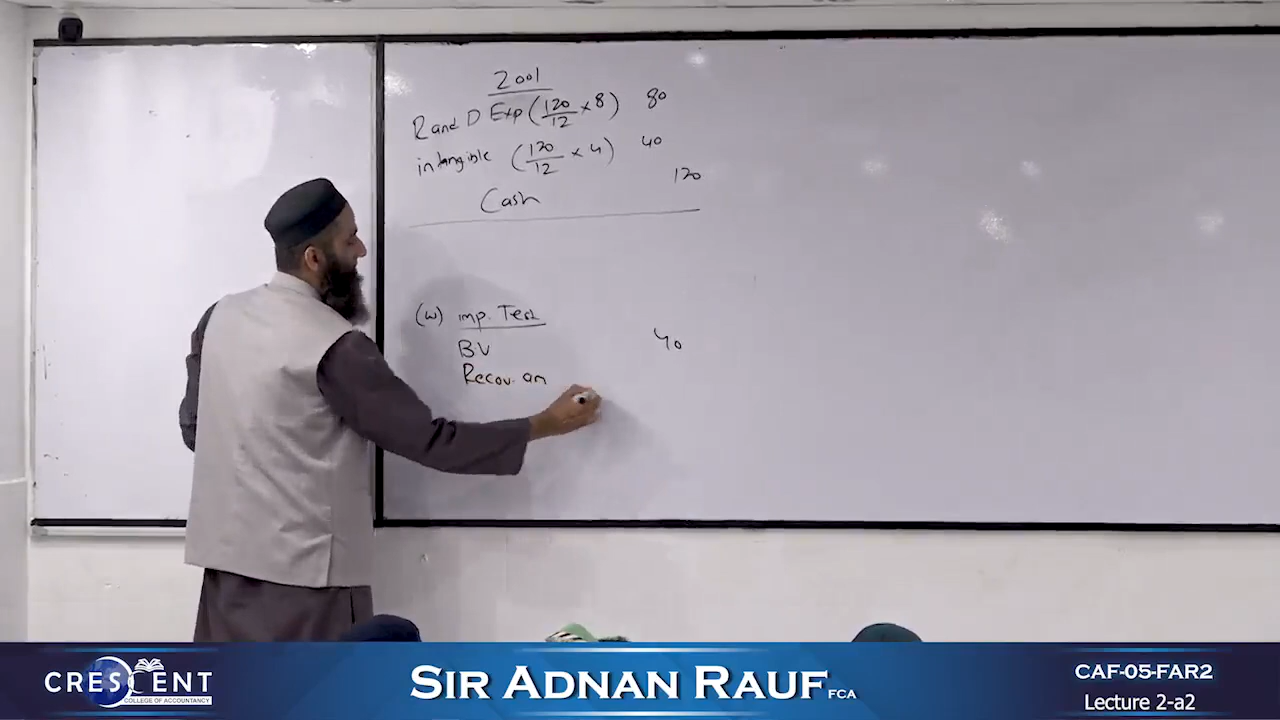 2001
R and D Exp (120/12 x 8) 80
intangible (120/12 x 4) 40
Cash 120
(W) imp. Test
B.V 40
Recov. am
CRESCENT
COLLEGE OF ACCOUNTANCY
SIR ADNAN RAUF FCA
CAF-05-FAR2
Lecture 2-a2